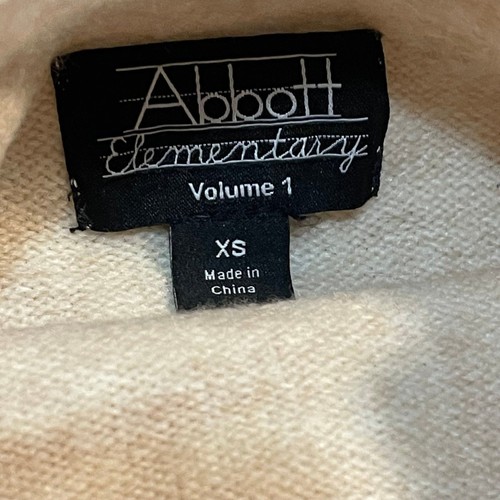 Abbott
Elementary
Volume 1
XS
Made in
China